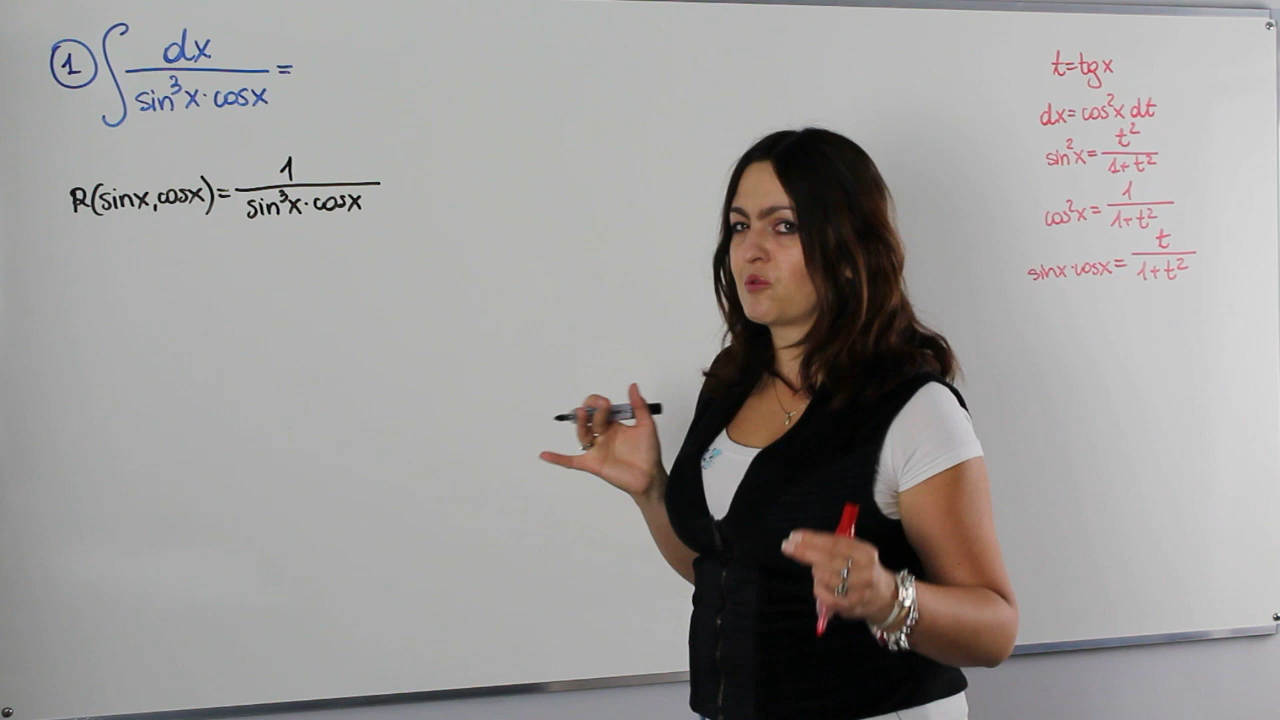 ① ∫ dx / (sin³x · cosx) =
R(sinx, cosx) = 1 / (sin³x · cosx)
t = tg x
dx = cos²x dt
sin²x = t² / (1+t²)
cos²x = 1 / (1+t²)
sinx · cosx = t / (1+t²)